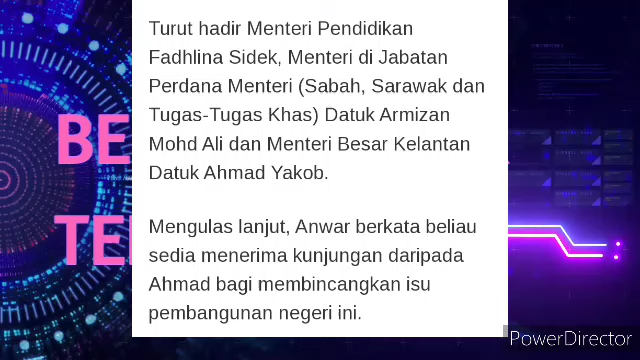 Turut hadir Menteri Pendidikan
Fadhlina Sidek, Menteri di Jabatan
Perdana Menteri (Sabah, Sarawak dan
Tugas-Tugas Khas) Datuk Armizan
Mohd Ali dan Menteri Besar Kelantan
Datuk Ahmad Yakob.
Mengulas lanjut, Anwar berkata beliau
sedia menerima kunjungan daripada
Ahmad bagi membincangkan isu
pembangunan negeri ini.
PowerDirector